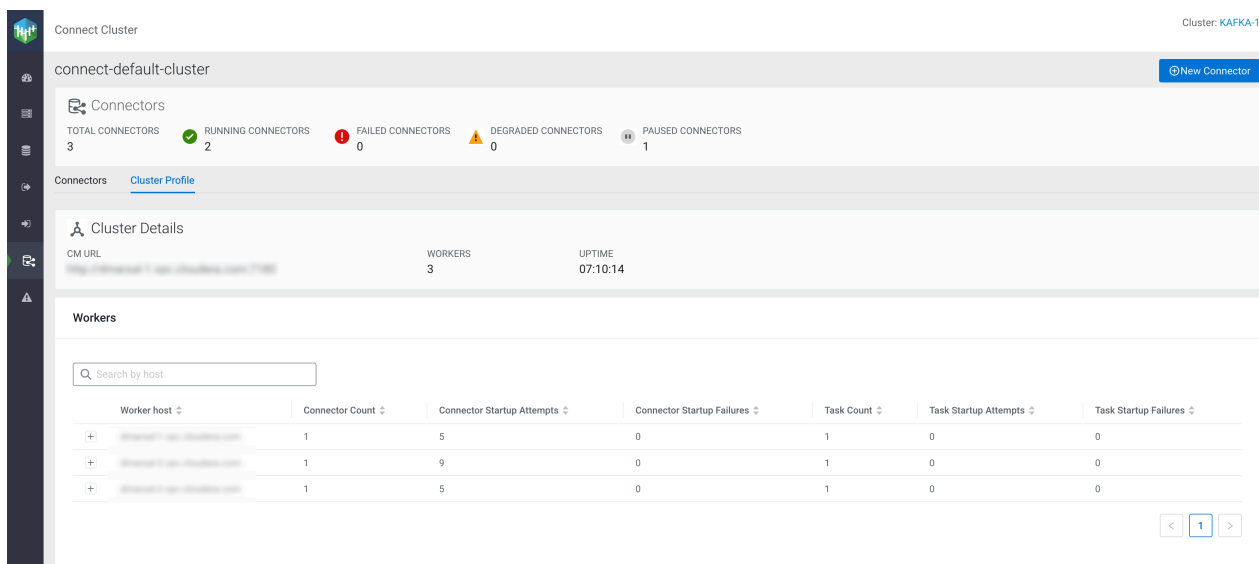 Connect Cluster
Cluster: KAFKA-1
connect-default-cluster
New Connector
Connectors
TOTAL CONNECTORS RUNNING CONNECTORS FAILED CONNECTORS DEGRADED CONNECTORS PAUSED CONNECTORS
3 2 0 0 1
Connectors Cluster Profile
Cluster Details
CM URL WORKERS UPTIME
3 07:10:14
Workers
Search by host
Worker host Connector Count Connector Startup Attempts Connector Startup Failures Task Count Task Startup Attempts Task Startup Failures
1 5 0 1 0 0
1 9 0 1 0 0
1 5 0 1 0 0
< 1 >